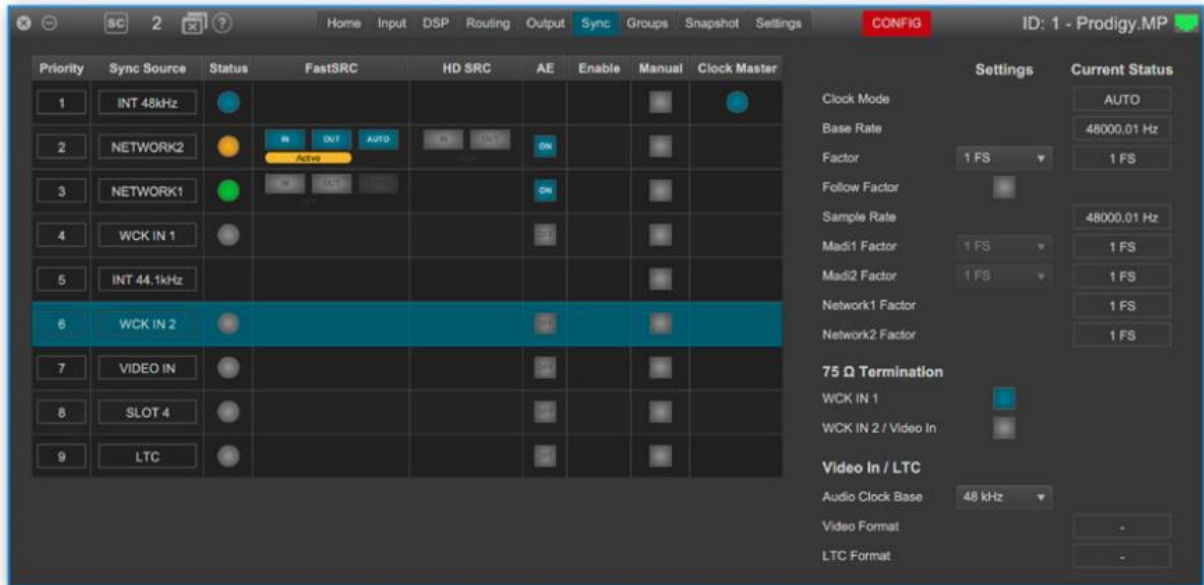 SC 2 ? Home Input DSP Routing Output Sync Groups Snapshot Settings CONFIG ID: 1 - Prodigy.MP
Priority Sync Source Status FastSRC HD SRC AE Enable Manual Clock Master Settings Current Status
1 INT 48kHz Clock Mode AUTO
Base Rate 48000.01 Hz
2 NETWORK2 IN OUT AUTO IN OUT ON
Active
Factor 1 FS 1 FS
3 NETWORK1 IN OUT ON Follow Factor
Sample Rate 48000.01 Hz
4 WCK IN 1 Madi1 Factor 1 FS 1 FS
5 INT 44.1kHz Madi2 Factor 1 FS 1 FS
Network1 Factor 1 FS
6 WCK IN 2 Network2 Factor 1 FS
7 VIDEO IN 75 Ω Termination
WCK IN 1
8 SLOT 4 WCK IN 2 / Video In
9 LTC Video In / LTC
Audio Clock Base 48 kHz
Video Format -
LTC Format -